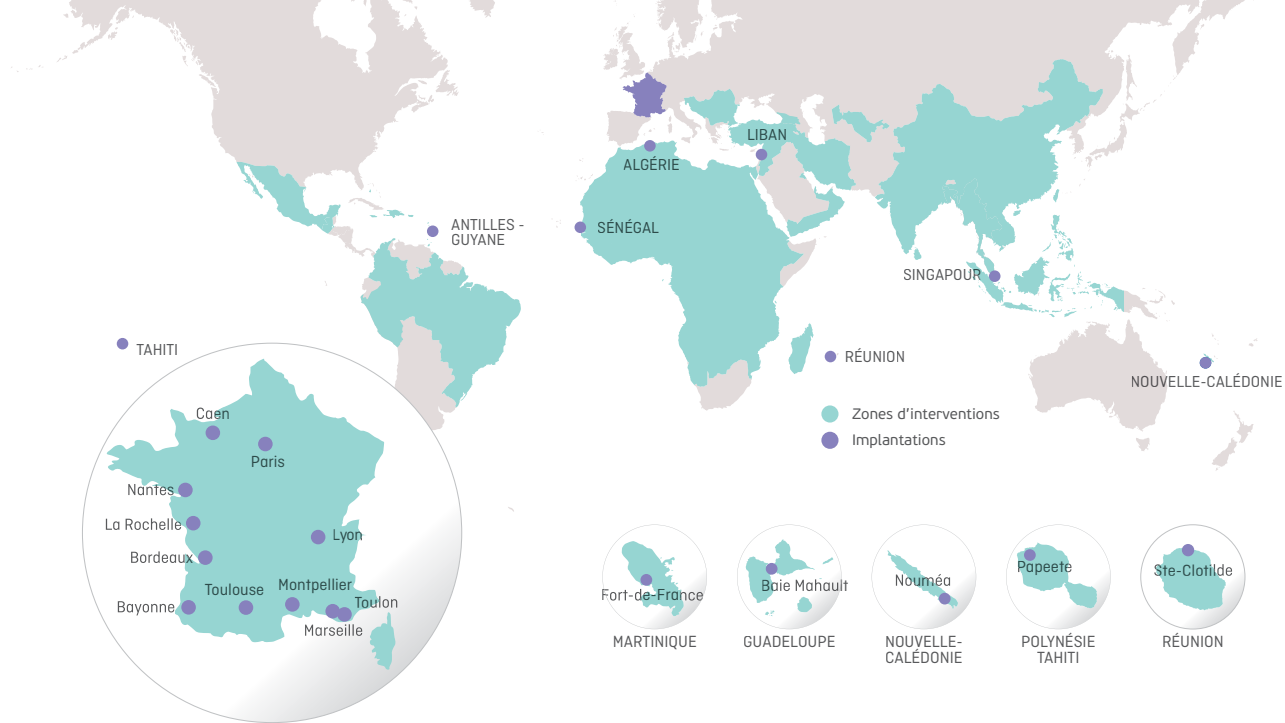 LIBAN
ALGÉRIE
ANTILLES -
GUYANE
SÉNÉGAL
SINGAPOUR
TAHITI
RÉUNION
NOUVELLE-CALÉDONIE
Zones d'interventions
Implantations
Caen
Paris
Nantes
La Rochelle
Lyon
Bordeaux
Toulouse
Montpellier
Bayonne
Toulon
Marseille
Fort-de-France
MARTINIQUE
Baie Mahault
GUADELOUPE
Nouméa
NOUVELLE-
CALÉDONIE
Papeete
POLYNÉSIE
TAHITI
Ste-Clotilde
RÉUNION